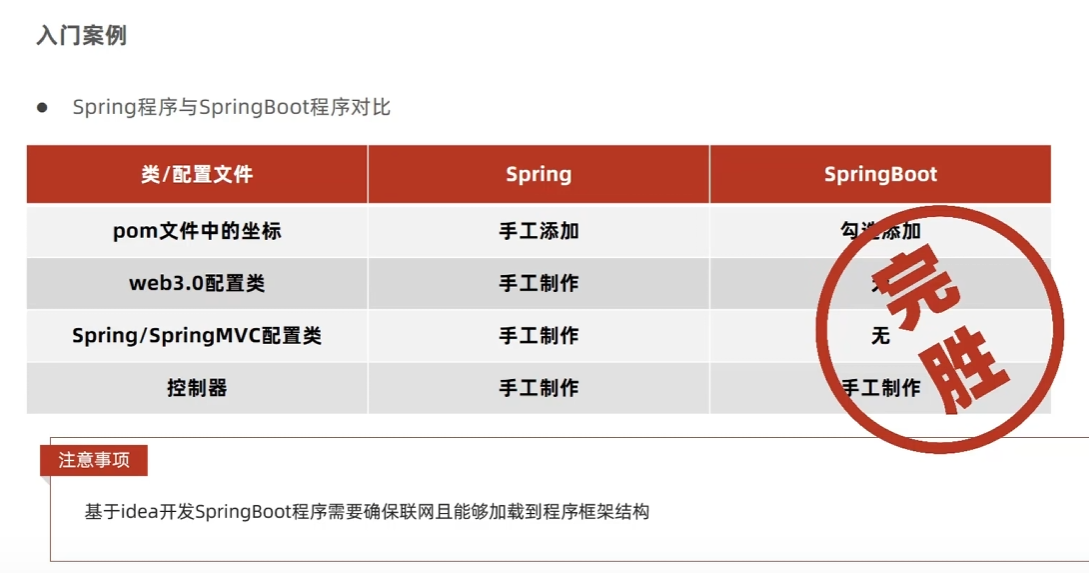 入门案例
Spring程序与SpringBoot程序对比
类/配置文件 Spring SpringBoot
pom文件中的坐标 手工添加 勾选添加
web3.0配置类 手工制作
Spring/SpringMVC配置类 手工制作 无
控制器 手工制作 手工制作
完胜
注意事项
基于idea开发SpringBoot程序需要确保联网且能够加载到程序框架结构